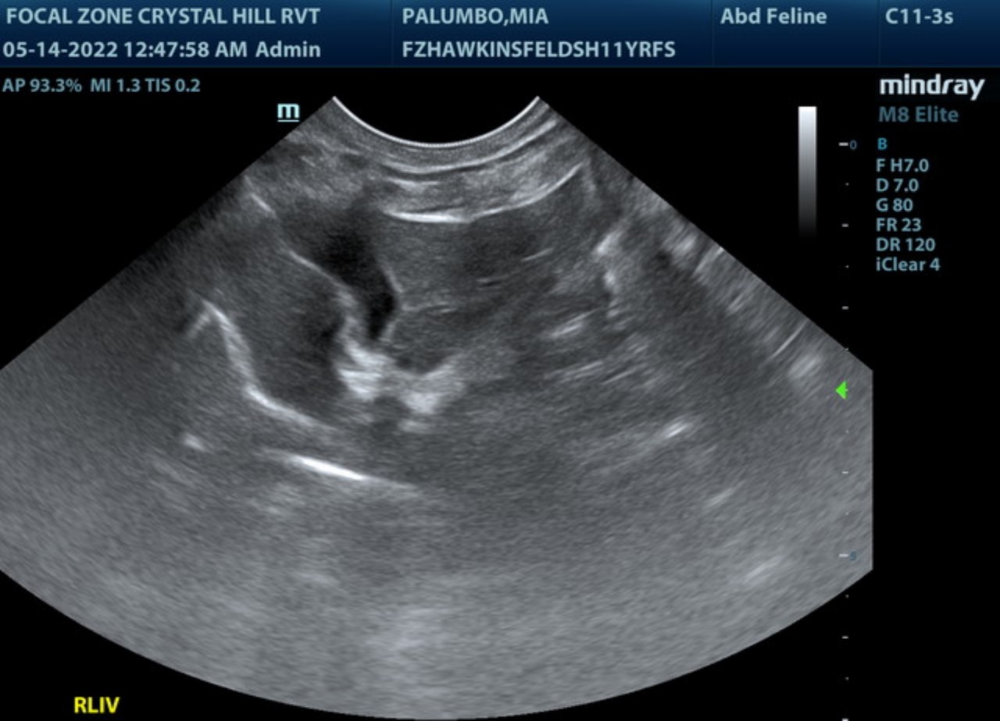 FOCAL ZONE CRYSTAL HILL RVT PALUMBO,MIA Abd Feline C11-3s
05-14-2022 12:47:58 AM Admin FZHAWKINSFELDSH11YRFS
AP 93.3% MI 1.3 TIS 0.2
mindray
m
M8 Elite
0
B
F H7.0
D 7.0
G 80
FR 23
DR 120
iClear 4
5
RLIV